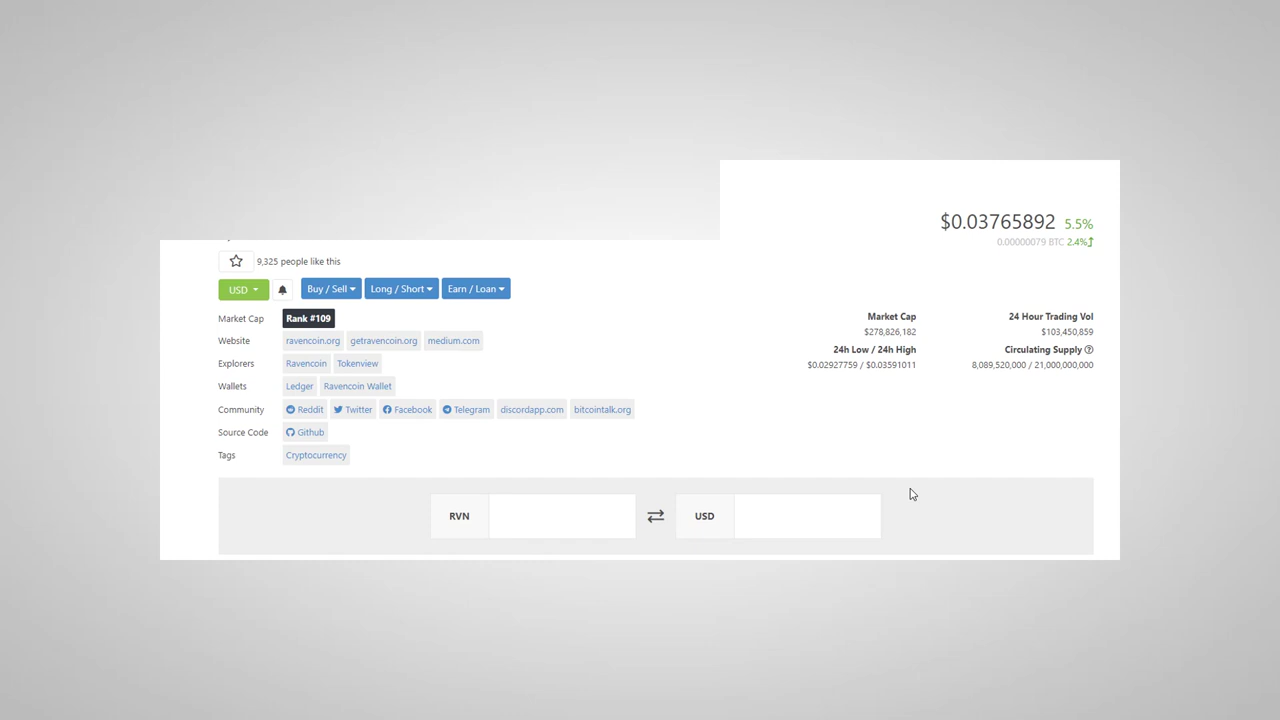 $0.03765892 5.5%
0.00000079 BTC 2.4%
9,325 people like this
USD Buy / Sell Long / Short Earn / Loan
Market Cap Rank #109
Website ravencoin.org getravencoin.org medium.com
Explorers Ravencoin Tokenview
Wallets Ledger Ravencoin Wallet
Community Reddit Twitter Facebook Telegram discordapp.com bitcointalk.org
Source Code Github
Tags Cryptocurrency
Market Cap 24 Hour Trading Vol
$278,826,182 $103,450,859
24h Low / 24h High Circulating Supply
$0.02927759 / $0.03591011 8,089,520,000 / 21,000,000,000
RVN USD